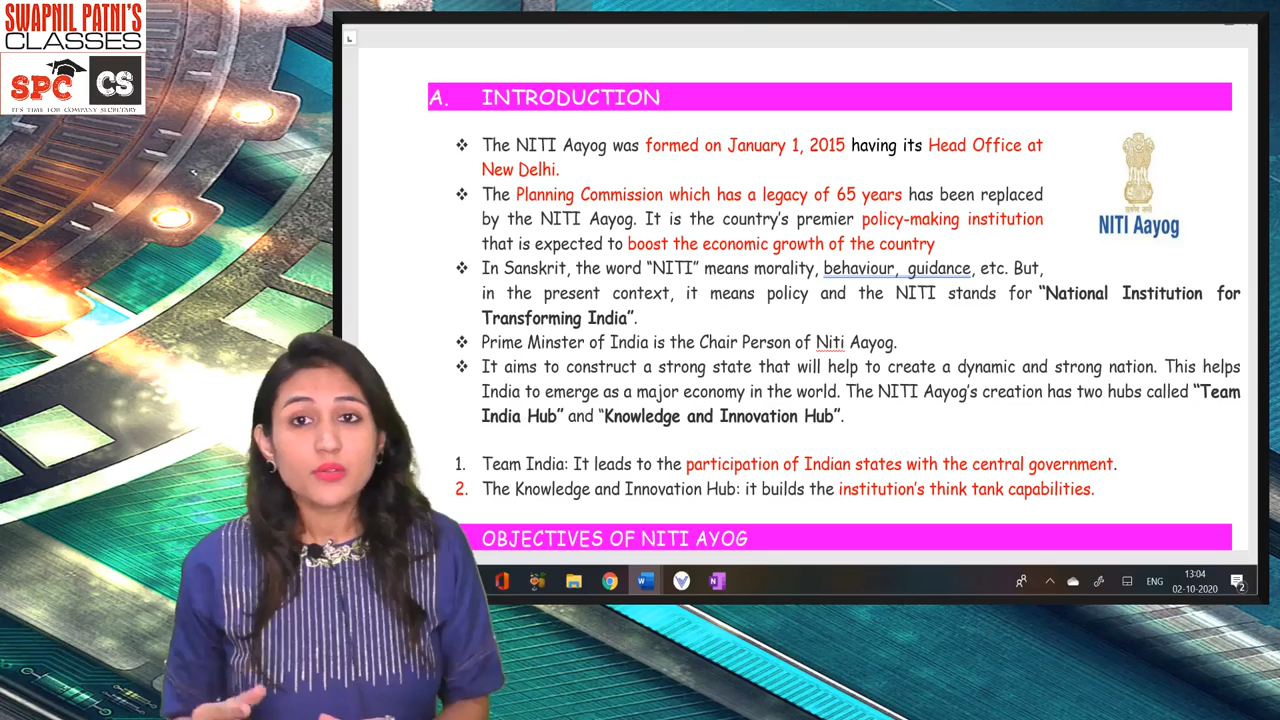 SWAPNIL PATNI'S
CLASSES
SPC CS
IT'S TIME FOR COMPANY SECRETARY
A. INTRODUCTION
❖ The NITI Aayog was formed on January 1, 2015 having its Head Office at
New Delhi.
❖ The Planning Commission which has a legacy of 65 years has been replaced
by the NITI Aayog. It is the country's premier policy-making institution
that is expected to boost the economic growth of the country
❖ In Sanskrit, the word “NITI” means morality, behaviour, guidance, etc. But,
in the present context, it means policy and the NITI stands for “National Institution for
Transforming India”.
❖ Prime Minster of India is the Chair Person of Niti Aayog.
❖ It aims to construct a strong state that will help to create a dynamic and strong nation. This helps
India to emerge as a major economy in the world. The NITI Aayog's creation has two hubs called “Team
India Hub” and “Knowledge and Innovation Hub”.
1. Team India: It leads to the participation of Indian states with the central government.
2. The Knowledge and Innovation Hub: it builds the institution's think tank capabilities.
OBJECTIVES OF NITI AYOG
NITI Aayog
ENG
13:04
02-10-2020
2